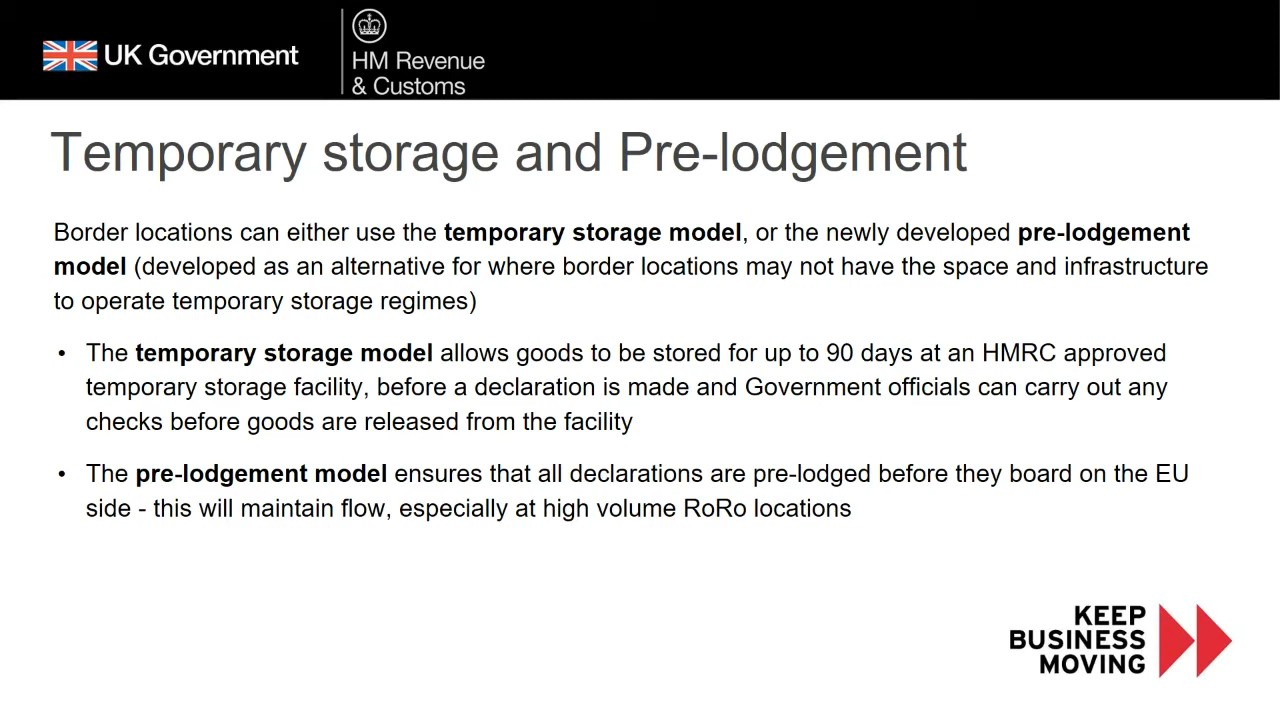 UK Government
HM Revenue
& Customs
Temporary storage and Pre-lodgement
Border locations can either use the temporary storage model, or the newly developed pre-lodgement
model (developed as an alternative for where border locations may not have the space and infrastructure
to operate temporary storage regimes)
• The temporary storage model allows goods to be stored for up to 90 days at an HMRC approved
temporary storage facility, before a declaration is made and Government officials can carry out any
checks before goods are released from the facility
• The pre-lodgement model ensures that all declarations are pre-lodged before they board on the EU
side - this will maintain flow, especially at high volume RoRo locations
KEEP
BUSINESS
MOVING